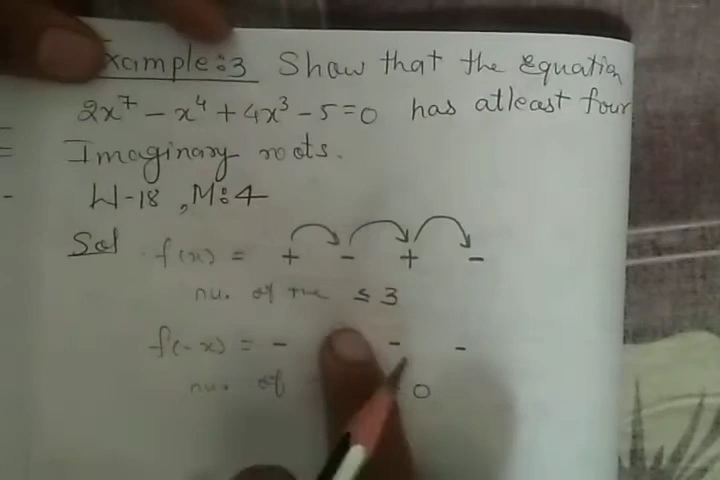 Example:3 Show that the equation
2x⁷ - x⁴ + 4x³ - 5 = 0 has atleast four
Imaginary roots.
W-18, M:4
Sol f(x) = + - + -
nu. of +ve ≤ 3
f(-x) = - - -
nu. of 0